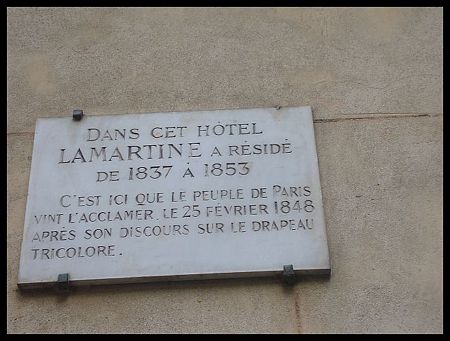 DANS CET HÔTEL
LAMARTINE A RÉSIDÉ
DE 1837 À 1853
C'EST ICI QUE LE PEUPLE DE PARIS
VINT L'ACCLAMER, LE 25 FÉVRIER 1848
APRÈS SON DISCOURS SUR LE DRAPEAU
TRICOLORE.